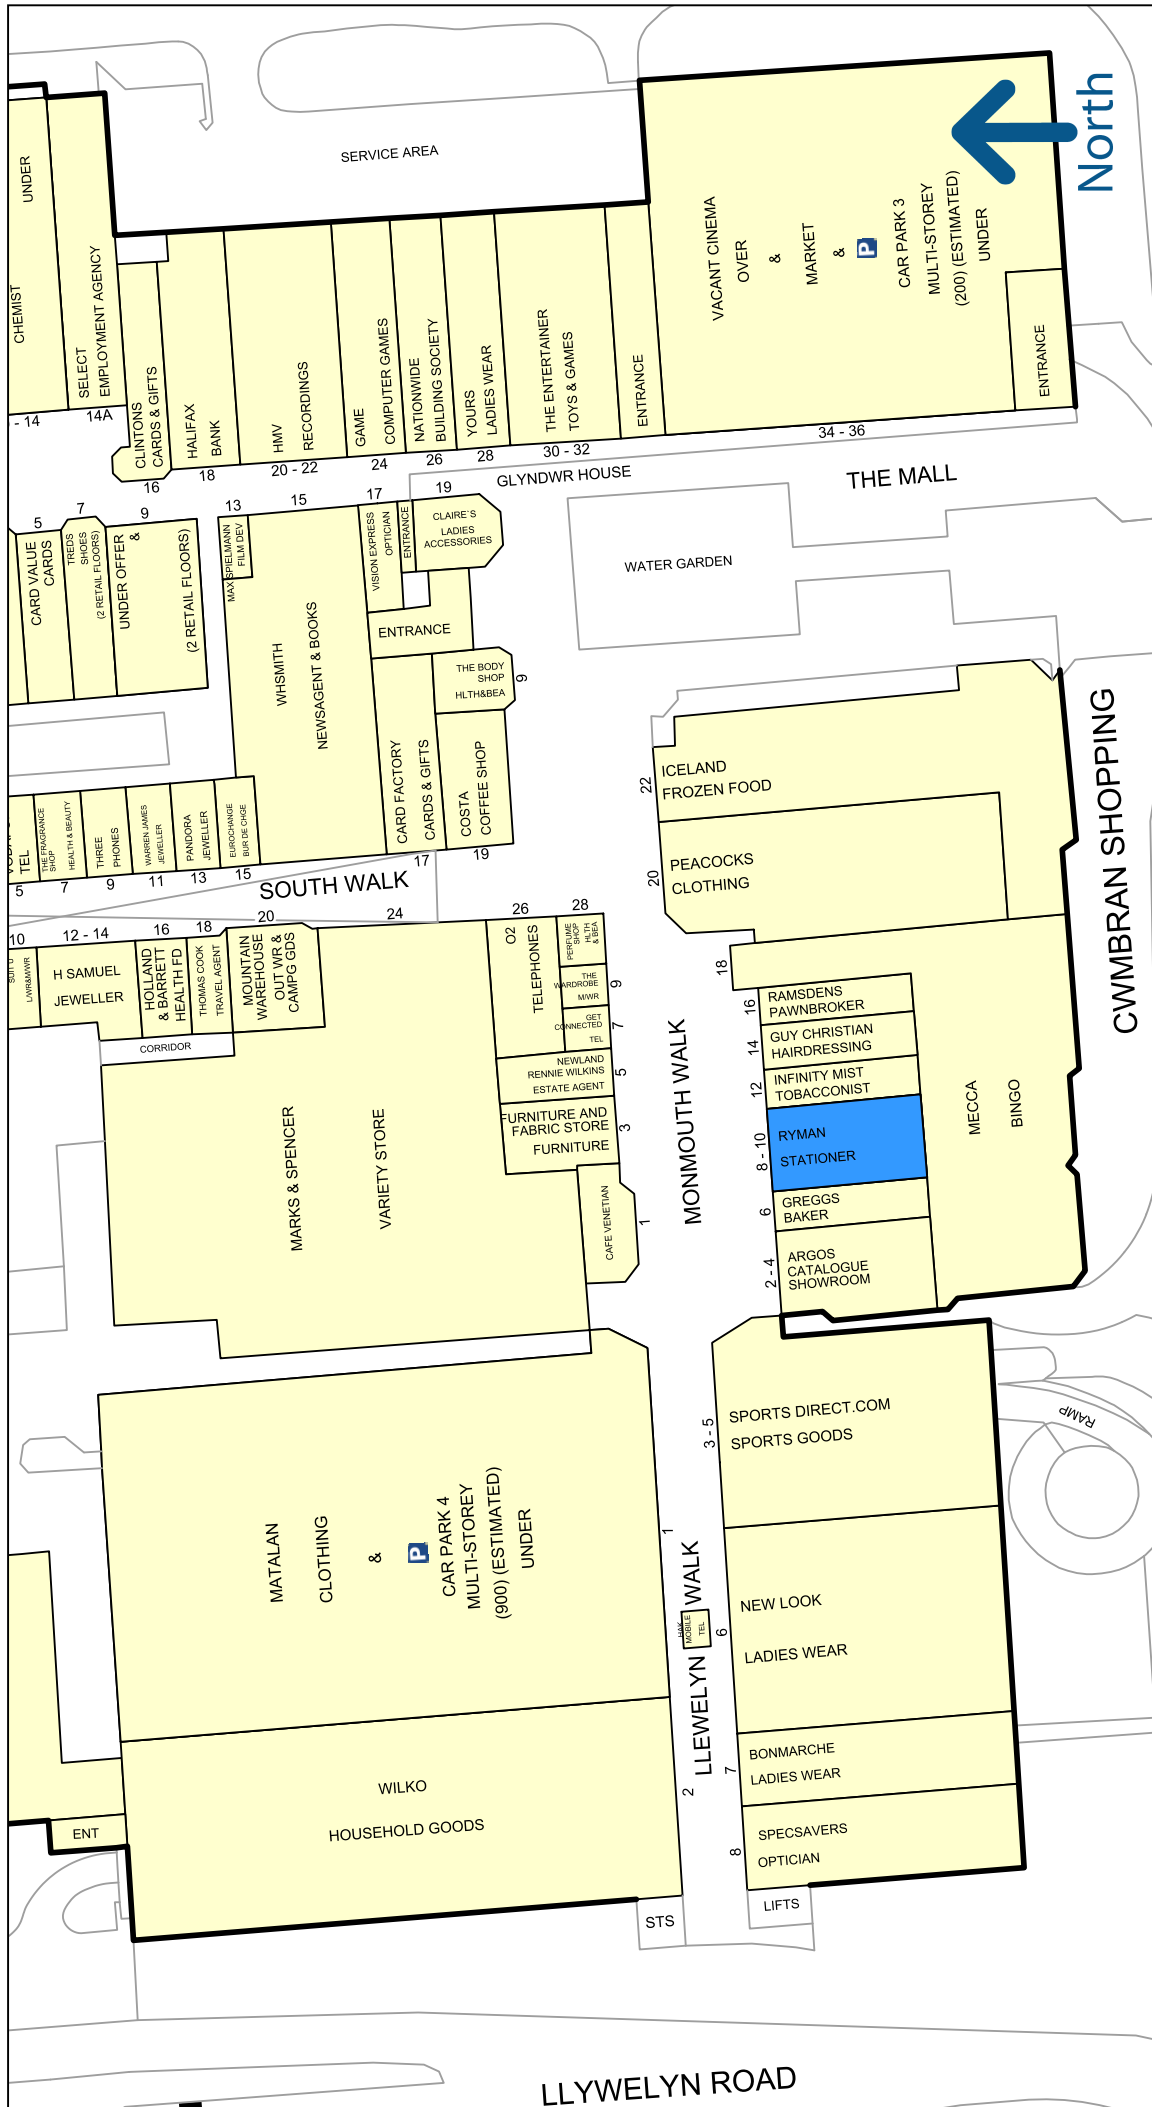 North
SERVICE AREA
UNDER
CHEMIST
SELECT
EMPLOYMENT AGENCY
- 14
14A
CLINTONS
CARDS & GIFTS
16
HALIFAX
BANK
18
HMV
RECORDINGS
20 - 22
GAME
COMPUTER GAMES
24
NATIONWIDE
BUILDING SOCIETY
26
YOURS
LADIES WEAR
28
THE ENTERTAINER
TOYS & GAMES
30 - 32
ENTRANCE
VACANT CINEMA
OVER
&
MARKET
&
P
CAR PARK 3
MULTI-STOREY
(200) (ESTIMATED)
UNDER
ENTRANCE
34 - 36
GLYNDWR HOUSE
THE MALL
WATER GARDEN
5
CARD VALUE
CARDS
7
TREDS
SHOES
(2 RETAIL FLOORS)
9
UNDER OFFER
&
(2 RETAIL FLOORS)
13
MAX SPIELMANN
FILM DEV
15
WHSMITH
NEWSAGENT & BOOKS
17
VISION EXPRESS
OPTICIAN
ENTRANCE
19
CLAIRE`S
LADIES
ACCESSORIES
ENTRANCE
THE BODY
SHOP
HLTH&BEA
9
CARD FACTORY
CARDS & GIFTS
17
COSTA
COFFEE SHOP
19
TEL
5
THE FRAGRANCE
SHOP
HEALTH & BEAUTY
7
THREE
PHONES
9
WARREN JAMES
JEWELLER
11
PANDORA
JEWELLER
13
EUROCHANGE
BUR DE CHGE
15
SOUTH WALK
10
L/WR&M/WR
12 - 14
H SAMUEL
JEWELLER
16
HOLLAND
& BARRETT
HEALTH FD
18
THOMAS COOK
TRAVEL AGENT
20
MOUNTAIN
WAREHOUSE
OUT WR &
CAMPG GDS
24
MARKS & SPENCER
VARIETY STORE
CORRIDOR
26
O2
TELEPHONES
28
PERFUME
SHOP
HLTH
& BEA
THE
WARDROBE
M/WR
9
GET
CONNECTED
TEL
7
NEWLAND
RENNIE WILKINS
ESTATE AGENT
5
FURNITURE AND
FABRIC STORE
FURNITURE
3
CAFE VENETIAN
1
MONMOUTH WALK
22
ICELAND
FROZEN FOOD
20
PEACOCKS
CLOTHING
18
MECCA
BINGO
16
RAMSDENS
PAWNBROKER
14
GUY CHRISTIAN
HAIRDRESSING
12
INFINITY MIST
TOBACCONIST
8 - 10
RYMAN
STATIONER
6
GREGGS
BAKER
2 - 4
ARGOS
CATALOGUE
SHOWROOM
CWMBRAN SHOPPING
3 - 5
SPORTS DIRECT.COM
SPORTS GOODS
RAMP
MATALAN
CLOTHING
&
P
CAR PARK 4
MULTI-STOREY
(900) (ESTIMATED)
UNDER
1
LLEWELYN WALK
MOBILE
TEL
6
NEW LOOK
LADIES WEAR
7
BONMARCHE
LADIES WEAR
8
SPECSAVERS
OPTICIAN
WILKO
HOUSEHOLD GOODS
2
ENT
STS
LIFTS
LLYWELYN ROAD